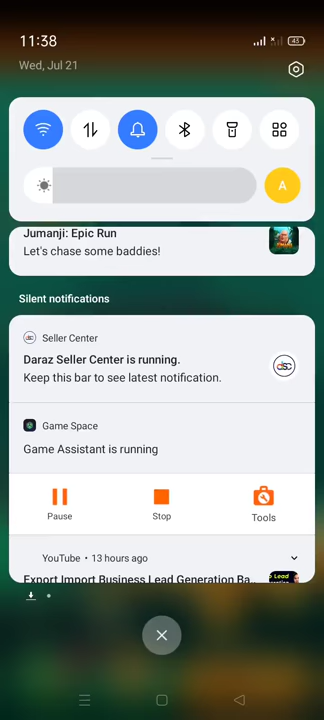 11:38
45
Wed, Jul 21
A
Jumanji: Epic Run
Let's chase some baddies!
Silent notifications
Seller Center
Daraz Seller Center is running.
Keep this bar to see latest notification.
dsc
Game Space
Game Assistant is running
Pause
Stop
Tools
YouTube • 13 hours ago
Export Import Business Lead Generation Ba..
Lead